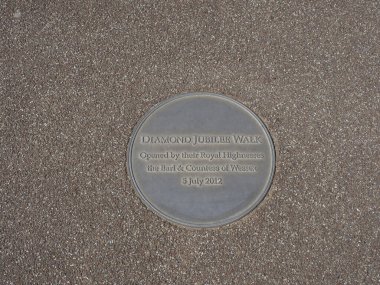 DIAMOND JUBILEE WALK
Opened by their Royal Highnesses
the Earl & Countess of Wessex
5 July 2012